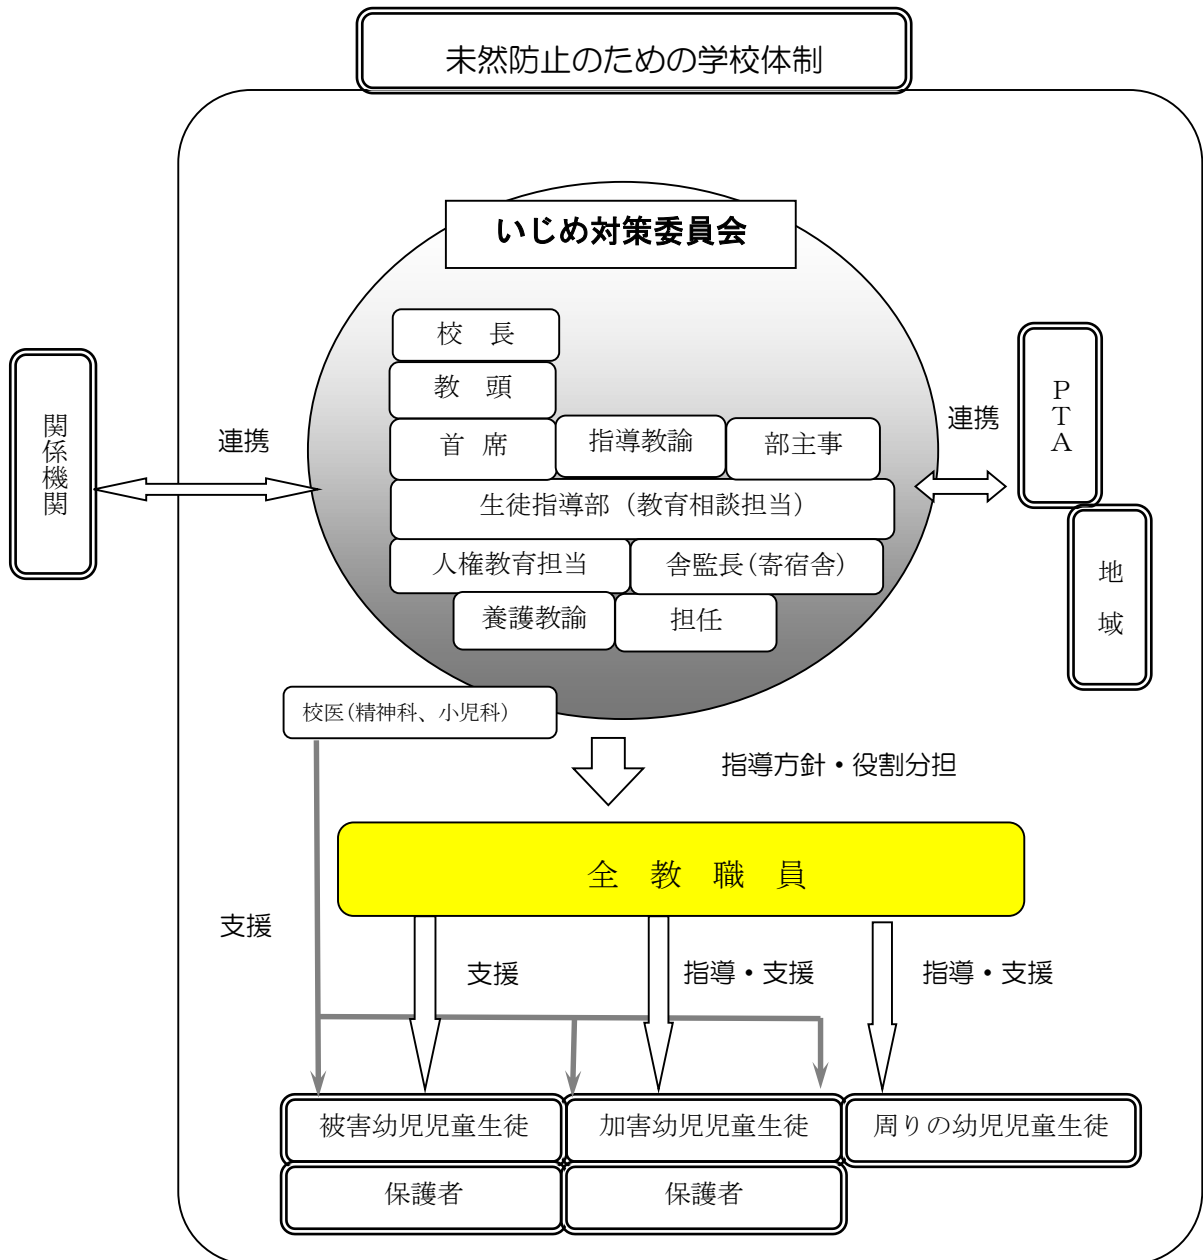 未然防止のための学校体制
いじめ対策委員会
校　長
教　頭
首　席
指導教諭
部主事
生徒指導部（教育相談担当）
人権教育担当
舎監長(寄宿舎)
養護教諭
担任
校医(精神科、小児科)
関係機関
連携
連携
PTA
地域
指導方針・役割分担
全　教　職　員
支援
支援
指導・支援
指導・支援
被害幼児児童生徒
加害幼児児童生徒
周りの幼児児童生徒
保護者
保護者